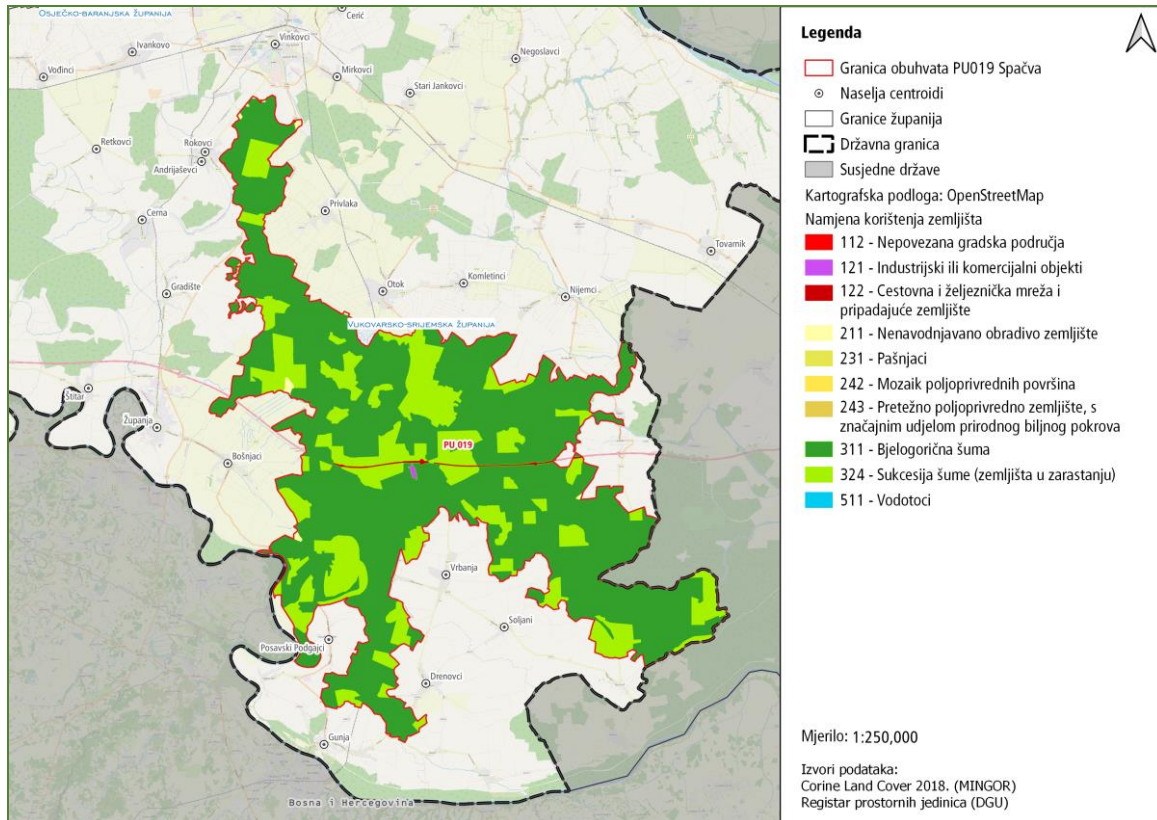 Osječko-baranjska županija
Cerić
Ivankovo
Vinkovci
Negoslavci
Vođinci
Mirkovci
Stari Jankovci
Retkovci
Rokovci
Andrijaševci
Privlaka
Cerna
Tovarnik
Otok
Komletinci
Gradište
Nijemci
Vukovarsko-srijemska županija
Štitar
Županja
PU 019
Bošnjaci
Vrbanja
Soljani
Posavski Podgajci
Drenovci
Gunja
Bosna i Hercegovina
Legenda
Granica obuhvata PU019 Spačva
Naselja centroidi
Granice županija
Državna granica
Susjedne države
Kartografska podloga: OpenStreetMap
Namjena korištenja zemljišta
112 - Nepovezana gradska područja
121 - Industrijski ili komercijalni objekti
122 - Cestovna i željeznička mreža i
pripadajuće zemljište
211 - Nenavodnjavano obradivo zemljište
231 - Pašnjaci
242 - Mozaik poljoprivrednih površina
243 - Pretežno poljoprivredno zemljište, s
značajnim udjelom prirodnog biljnog pokrova
311 - Bjelogorična šuma
324 - Sukcesija šume (zemljišta u zarastanju)
511 - Vodotoci
Mjerilo: 1:250,000
Izvori podataka:
Corine Land Cover 2018. (MINGOR)
Registar prostornih jedinica (DGU)